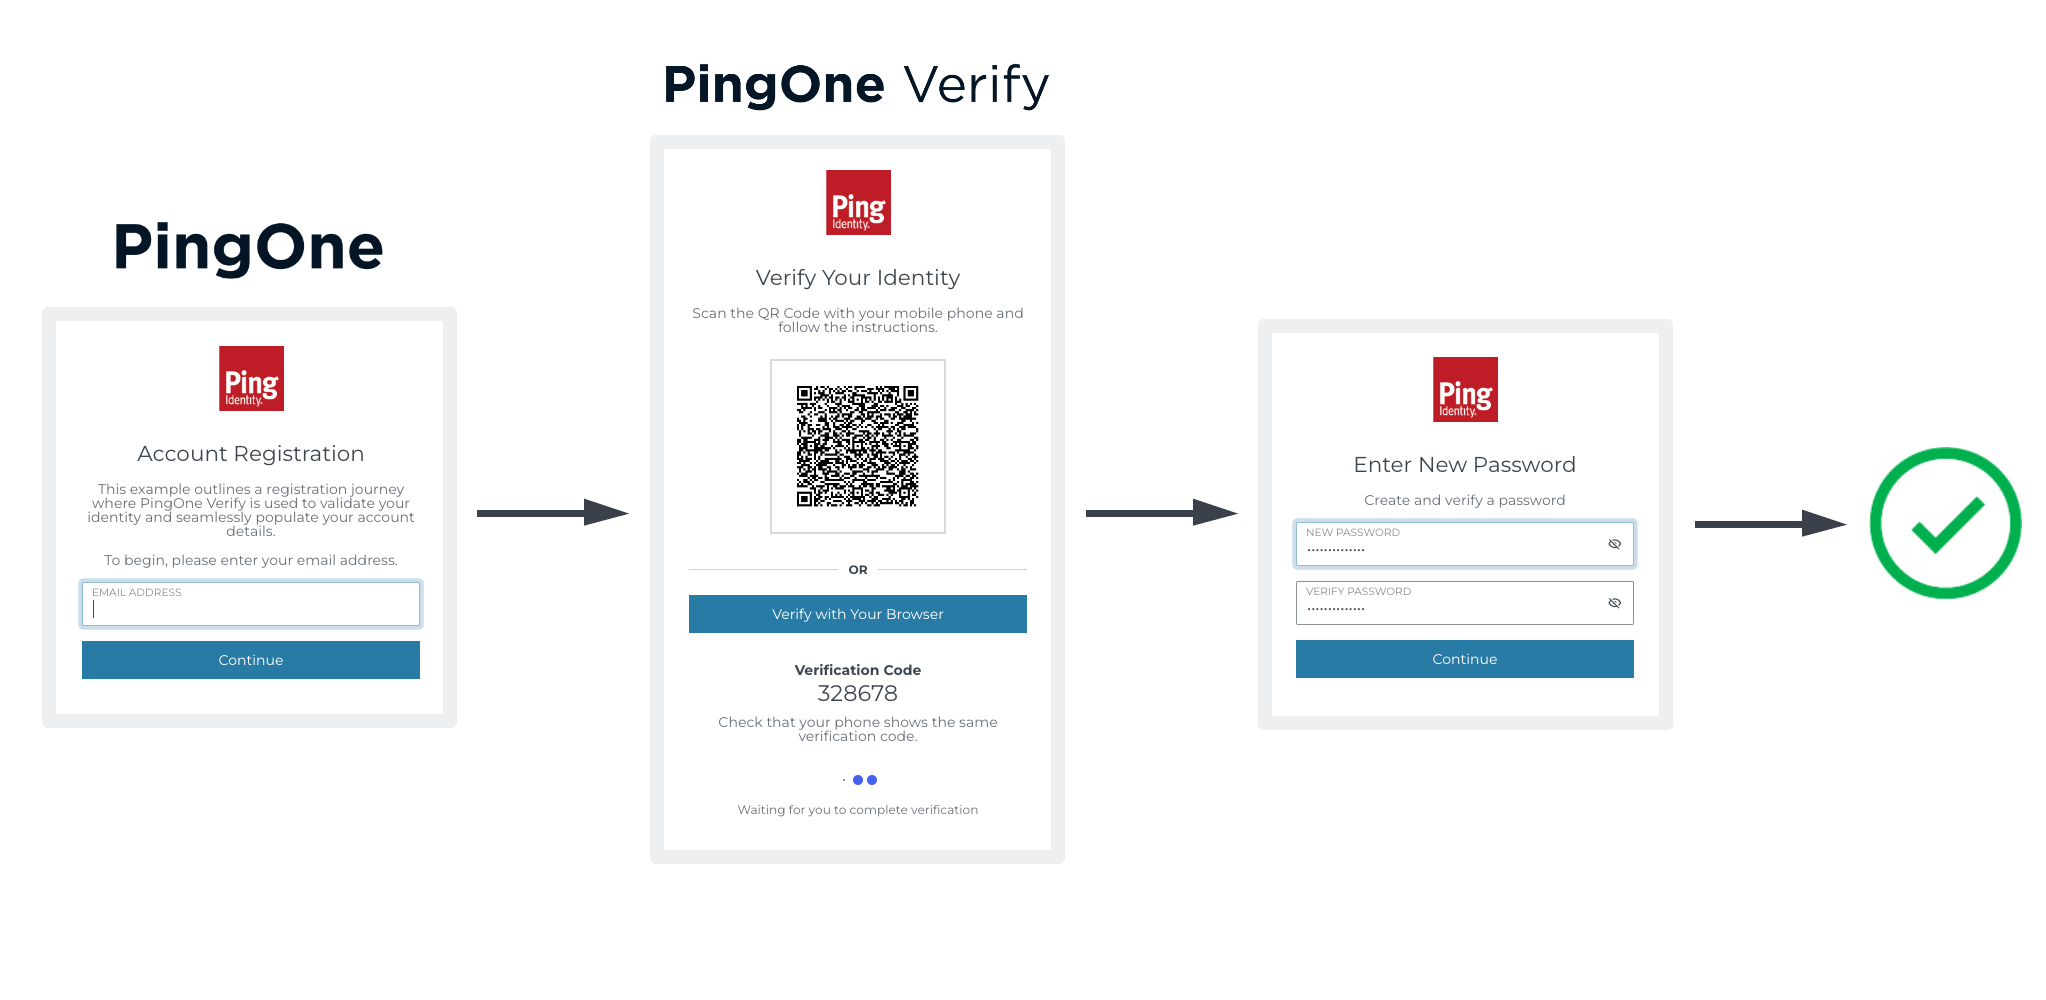 PingOne
Ping
Identity.
Account Registration
This example outlines a registration journey
where PingOne Verify is used to validate your
identity and seamlessly populate your account
details.
To begin, please enter your email address.
EMAIL ADDRESS
Continue
PingOne Verify
Ping
Identity.
Verify Your Identity
Scan the QR Code with your mobile phone and
follow the instructions.
OR
Verify with Your Browser
Verification Code
328678
Check that your phone shows the same
verification code.
Waiting for you to complete verification
Ping
Identity.
Enter New Password
Create and verify a password
NEW PASSWORD
••••••••••••••
VERIFY PASSWORD
••••••••••••••
Continue